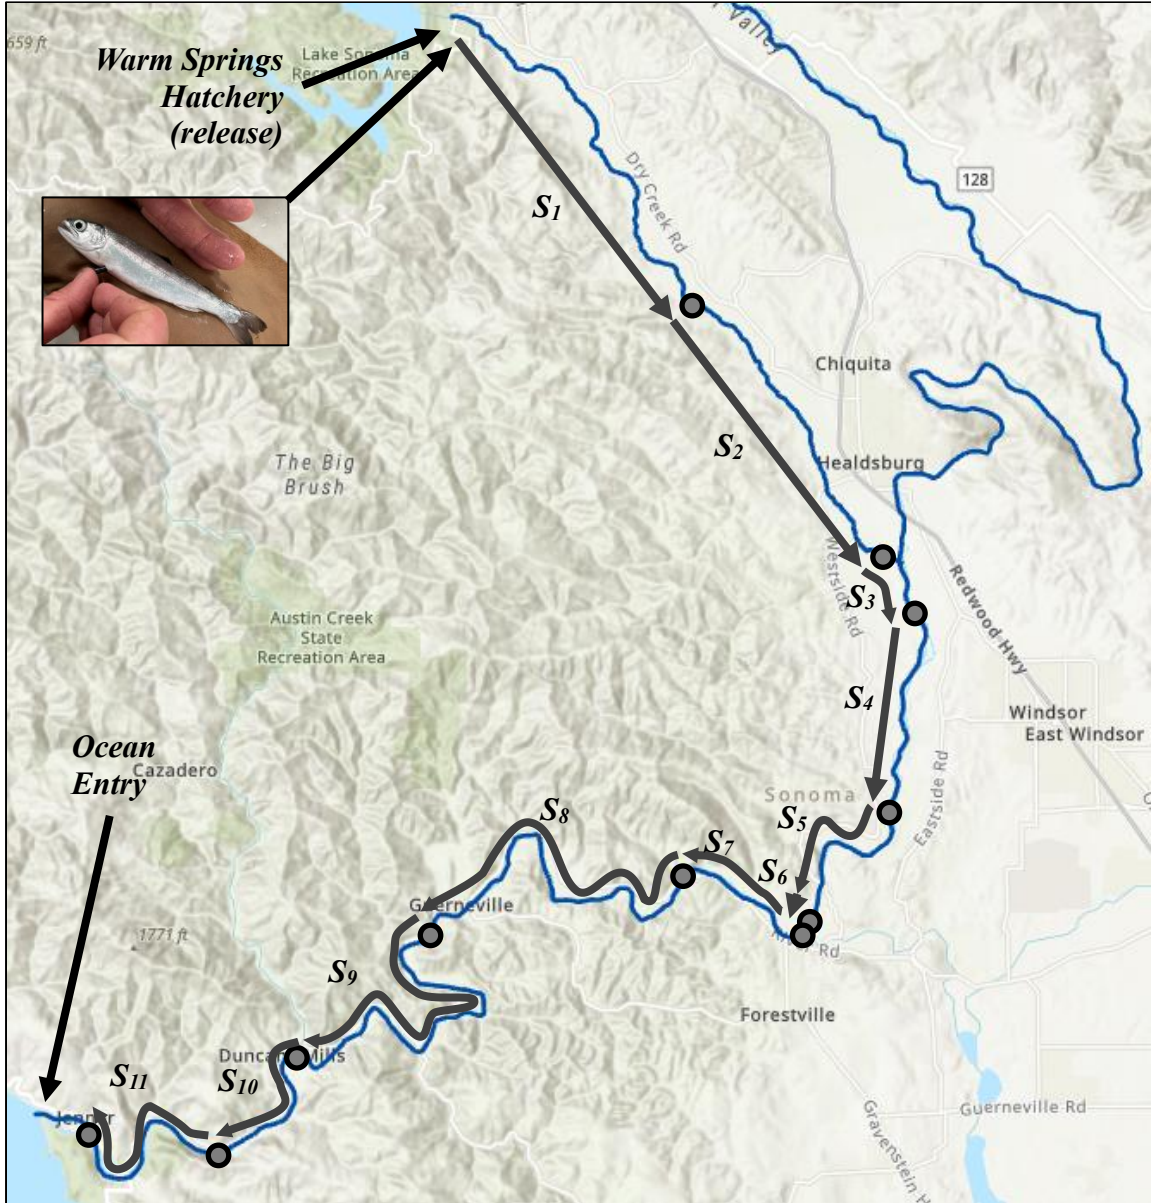 659 ft
Warm Springs
Hatchery
(release)
Lake Sonoma
Recreation Area
Valley
128
Dry Creek Rd
S1
Chiquita
S2
Healdsburg
The Big
Brush
Westside Rd
S3
Redwood Hwy
Austin Creek
State
Recreation Area
S4
Windsor
East Windsor
Ocean
Entry
Cazadero
Eastside Rd
Sonoma
S5
S8
S7
S6
Guerneville
1771 ft
River Rd
S9
Forestville
Duncans Mills
S10
S11
Jenner
Guerneville Rd
Gravenstein H